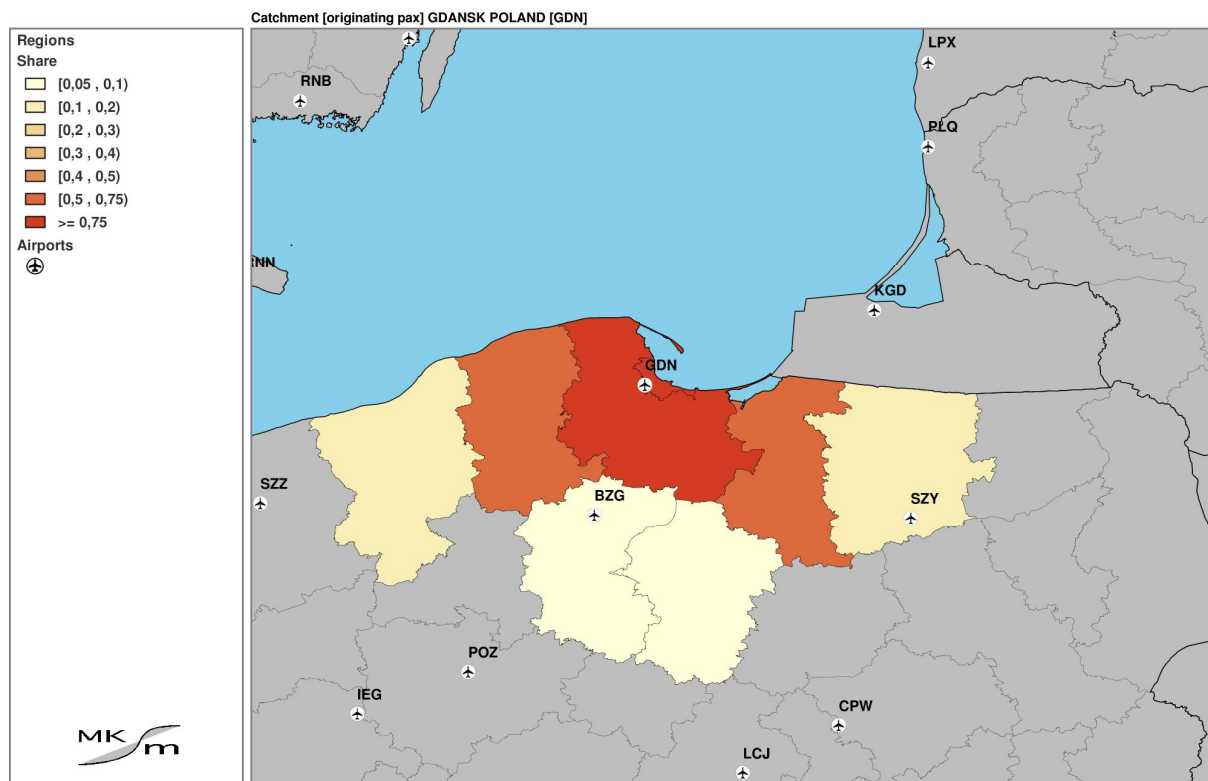 Catchment [originating pax] GDANSK POLAND [GDN]
Regions
Share
[0,05 , 0,1)
[0,1 , 0,2)
[0,2 , 0,3)
[0,3 , 0,4)
[0,4 , 0,5)
[0,5 , 0,75)
>= 0,75
Airports
MK
m
RNB
LPX
PLQ
RNN
KGD
GDN
SZZ
BZG
SZY
POZ
IEG
CPW
LCJ